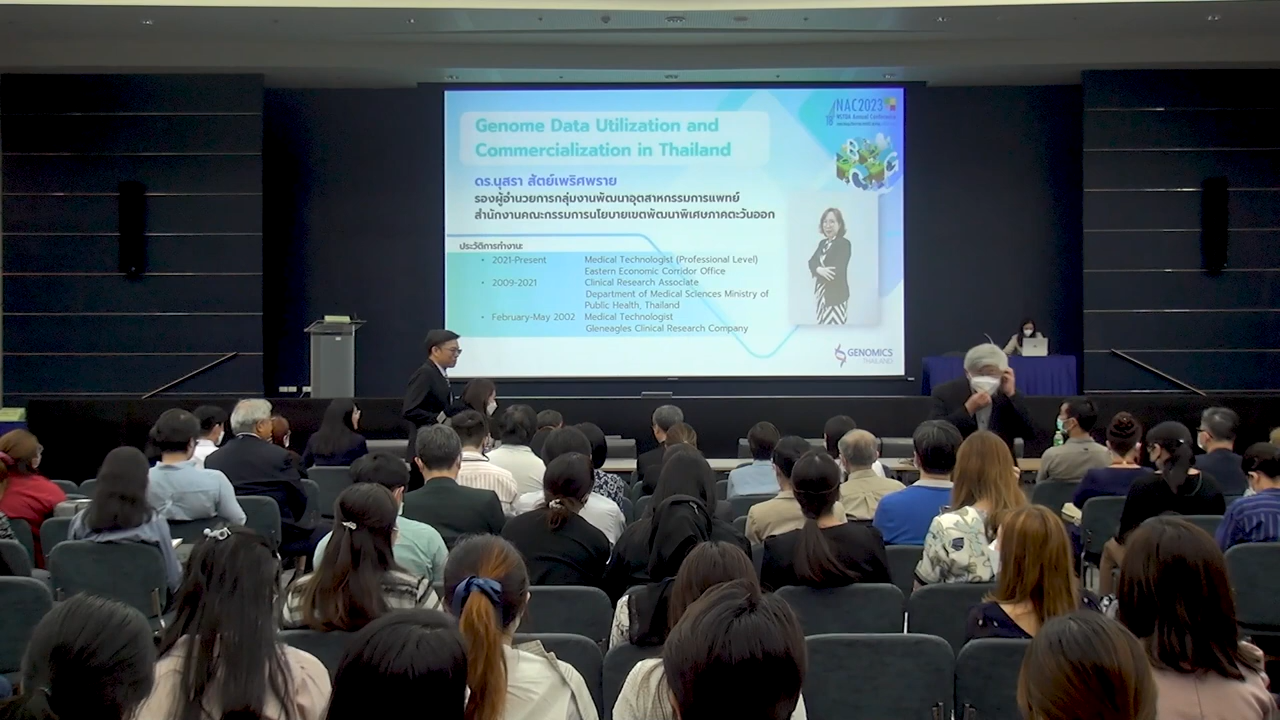 NAC2023
NSTDA Annual Conference
Genome Data Utilization and
Commercialization in Thailand
ดร.นุสรา สัตย์เพริศพราย
รองผู้อำนวยการกลุ่มงานพัฒนาอุตสาหกรรมการแพทย์
สำนักงานคณะกรรมการนโยบายเขตพัฒนาพิเศษภาคตะวันออก
ประวัติการทำงาน:
• 2021-Present Medical Technologist (Professional Level)
Eastern Economic Corridor Office
• 2009-2021 Clinical Research Associate
Department of Medical Sciences Ministry of
Public Health, Thailand
• February-May 2002 Medical Technologist
Gleneagles Clinical Research Company
GENOMICS
THAILAND